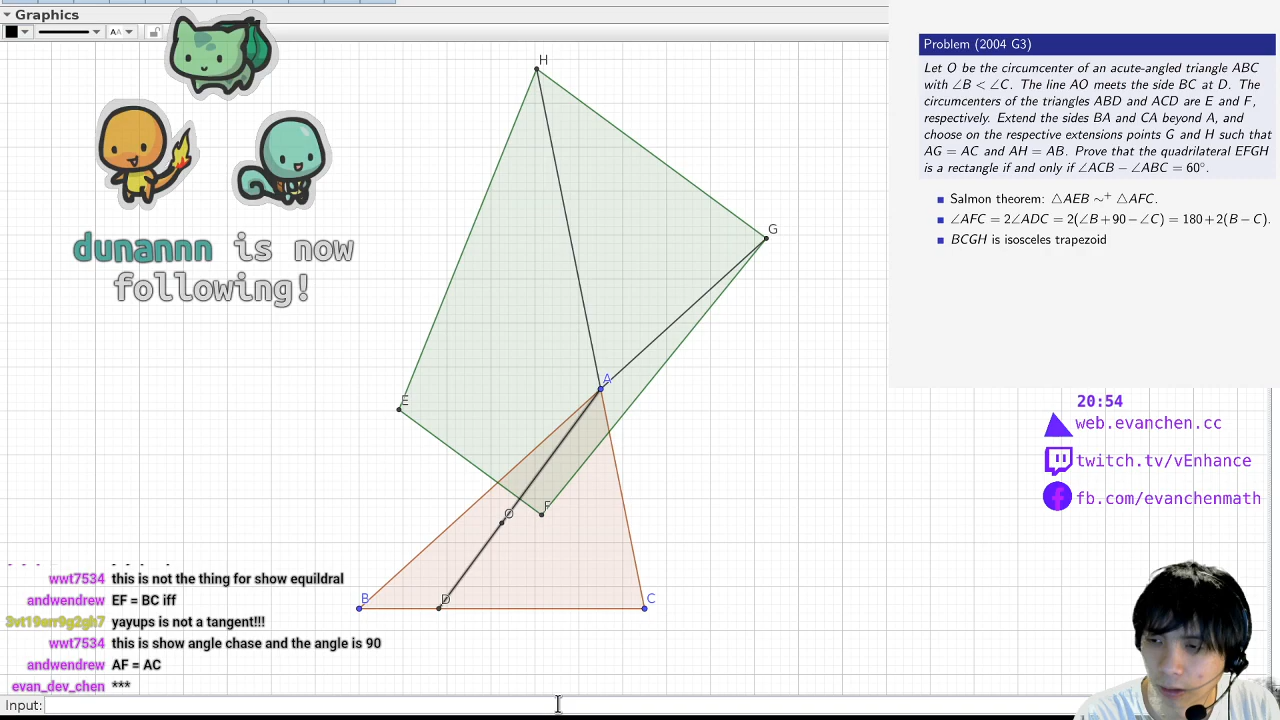 Graphics
Problem (2004 G3)
Let O be the circumcenter of an acute-angled triangle ABC
with ∠B < ∠C. The line AO meets the side BC at D. The
circumcenters of the triangles ABD and ACD are E and F,
respectively. Extend the sides BA and CA beyond A, and
choose on the respective extensions points G and H such that
AG = AC and AH = AB. Prove that the quadrilateral EFGH
is a rectangle if and only if ∠ACB − ∠ABC = 60°.
Salmon theorem: △AEB ∼⁺ △AFC.
∠AFC = 2∠ADC = 2(∠B + 90 − ∠C) = 180 + 2(B − C).
BCGH is isosceles trapezoid
dunannn is now
following!
H
G
A
E
O
F
B
D
C
20:54
web.evanchen.cc
twitch.tv/vEnhance
fb.com/evanchenmath
wwt7534 this is not the thing for show equildral
andwendrew EF = BC iff
3vt19err9g2gh7 yayups is not a tangent!!!
wwt7534 this is show angle chase and the angle is 90
andwendrew AF = AC
evan_dev_chen ***
Input: